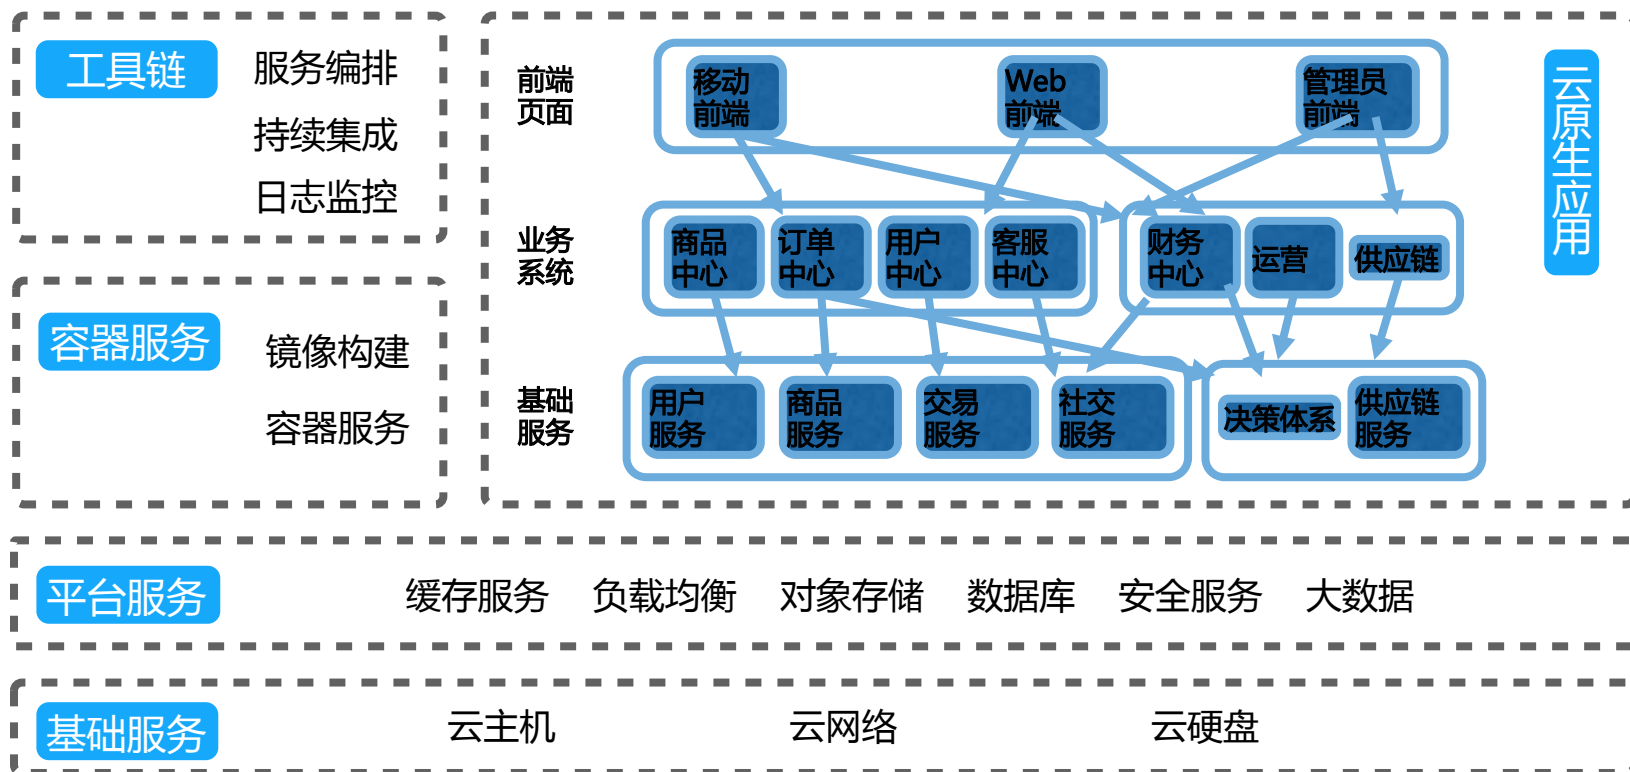 工具链
服务编排
持续集成
日志监控
容器服务
镜像构建
容器服务
云原生应用
前端
页面
移动
前端
Web
前端
管理员
前端
业务
系统
商品
中心
订单
中心
用户
中心
客服
中心
财务
中心
运营
供应链
基础
服务
用户
服务
商品
服务
交易
服务
社交
服务
决策体系
供应链
服务
平台服务
缓存服务 负载均衡 对象存储 数据库 安全服务 大数据
基础服务
云主机 云网络 云硬盘